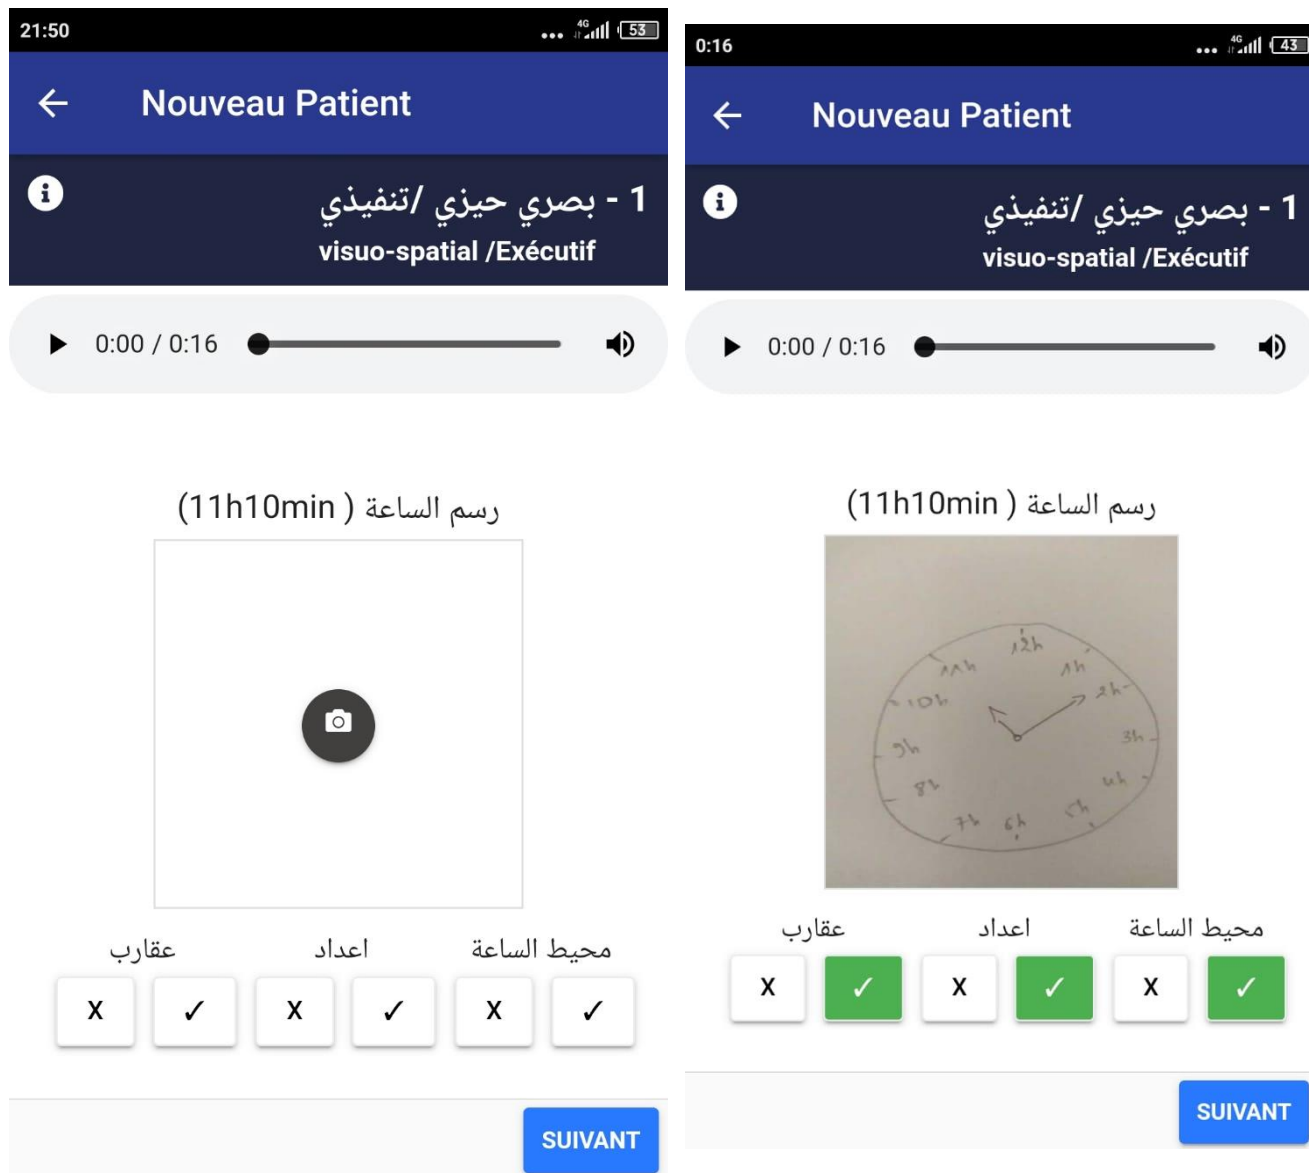 21:50
4G
53
Nouveau Patient
1 - بصري حيزي /تنفيذي
visuo-spatial /Exécutif
0:00 / 0:16
رسم الساعة ( 11h10min)
محيط الساعة
اعداد
عقارب
X ✓ X ✓ X ✓
SUIVANT
0:16
4G
43
Nouveau Patient
1 - بصري حيزي /تنفيذي
visuo-spatial /Exécutif
0:00 / 0:16
رسم الساعة ( 11h10min)
12h
1h
2h
3h
4h
5h
6h
7h
8h
9h
10h
11h
محيط الساعة
اعداد
عقارب
X ✓ X ✓ X ✓
SUIVANT